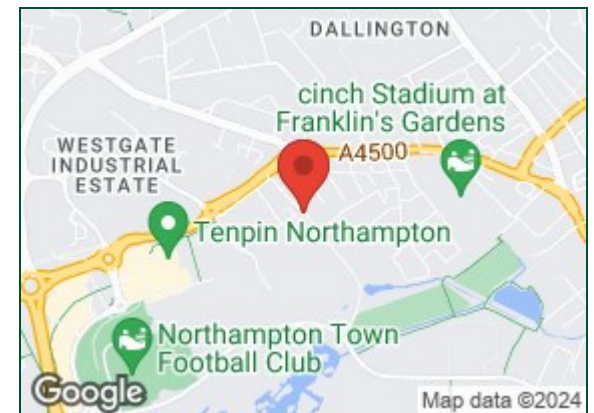 DALLINGTON
cinch Stadium at
Franklin's Gardens
WESTGATE
INDUSTRIAL
ESTATE
A4500
Tenpin Northampton
Northampton Town
Football Club
Google
Map data ©2024